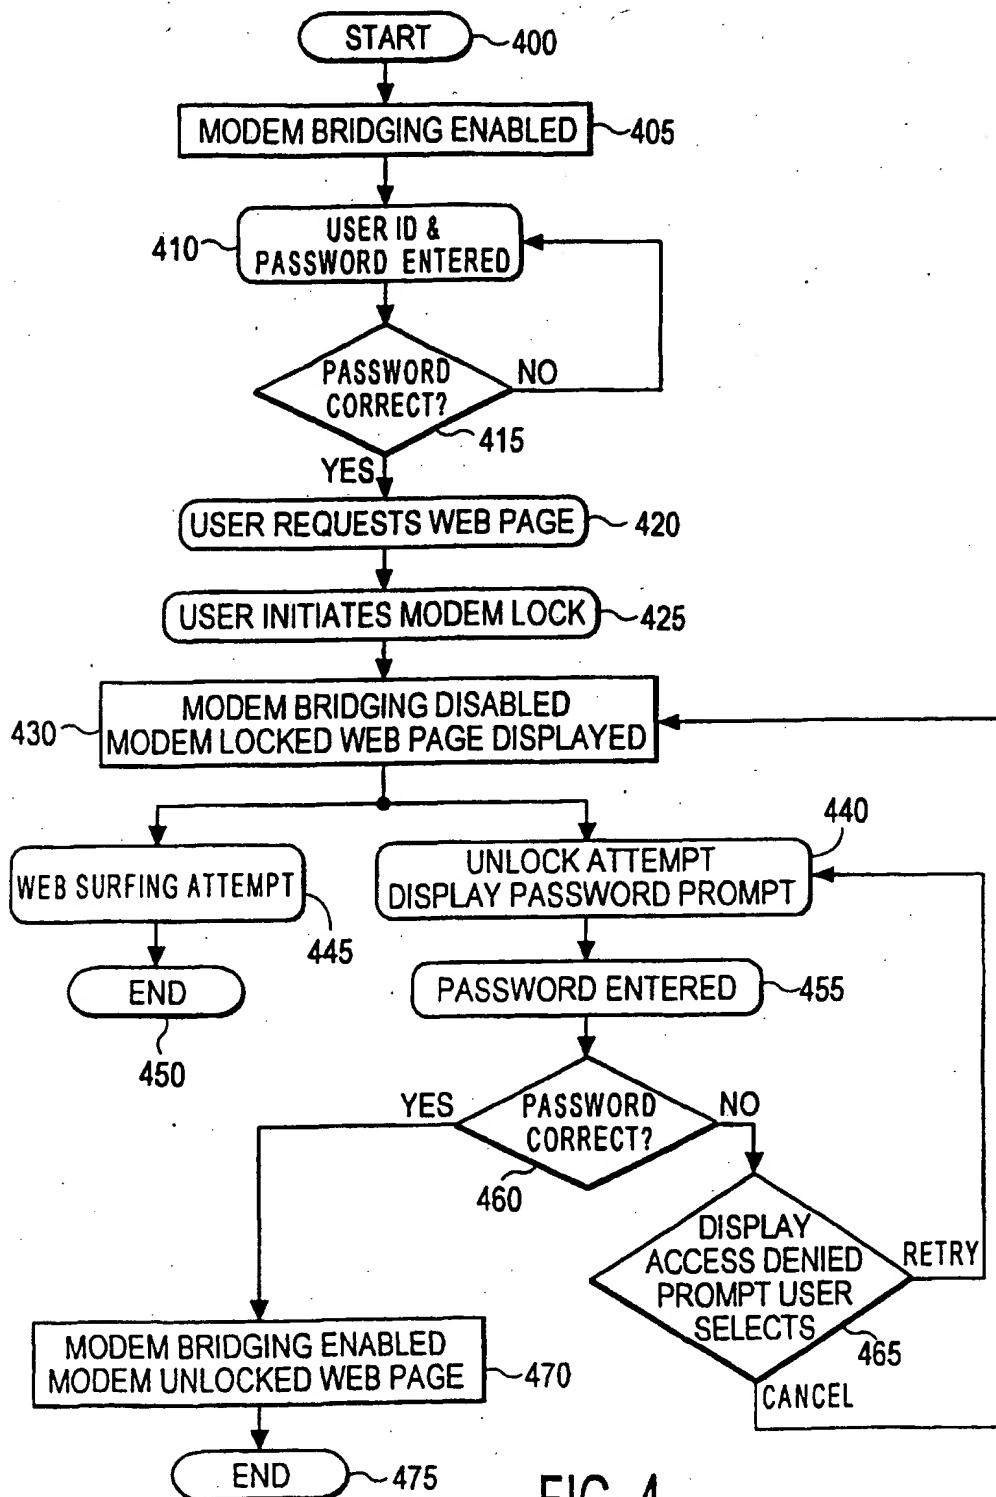 START
400
MODEM BRIDGING ENABLED
405
410
USER ID &
PASSWORD ENTERED
PASSWORD
CORRECT?
NO
415
YES
USER REQUESTS WEB PAGE
420
USER INITIATES MODEM LOCK
425
430
MODEM BRIDGING DISABLED
MODEM LOCKED WEB PAGE DISPLAYED
440
WEB SURFING ATTEMPT
445
END
450
UNLOCK ATTEMPT
DISPLAY PASSWORD PROMPT
PASSWORD ENTERED
455
YES
PASSWORD
CORRECT?
NO
460
DISPLAY
ACCESS DENIED
PROMPT USER
SELECTS
RETRY
465
CANCEL
MODEM BRIDGING ENABLED
MODEM UNLOCKED WEB PAGE
470
END
475
FIG. 4